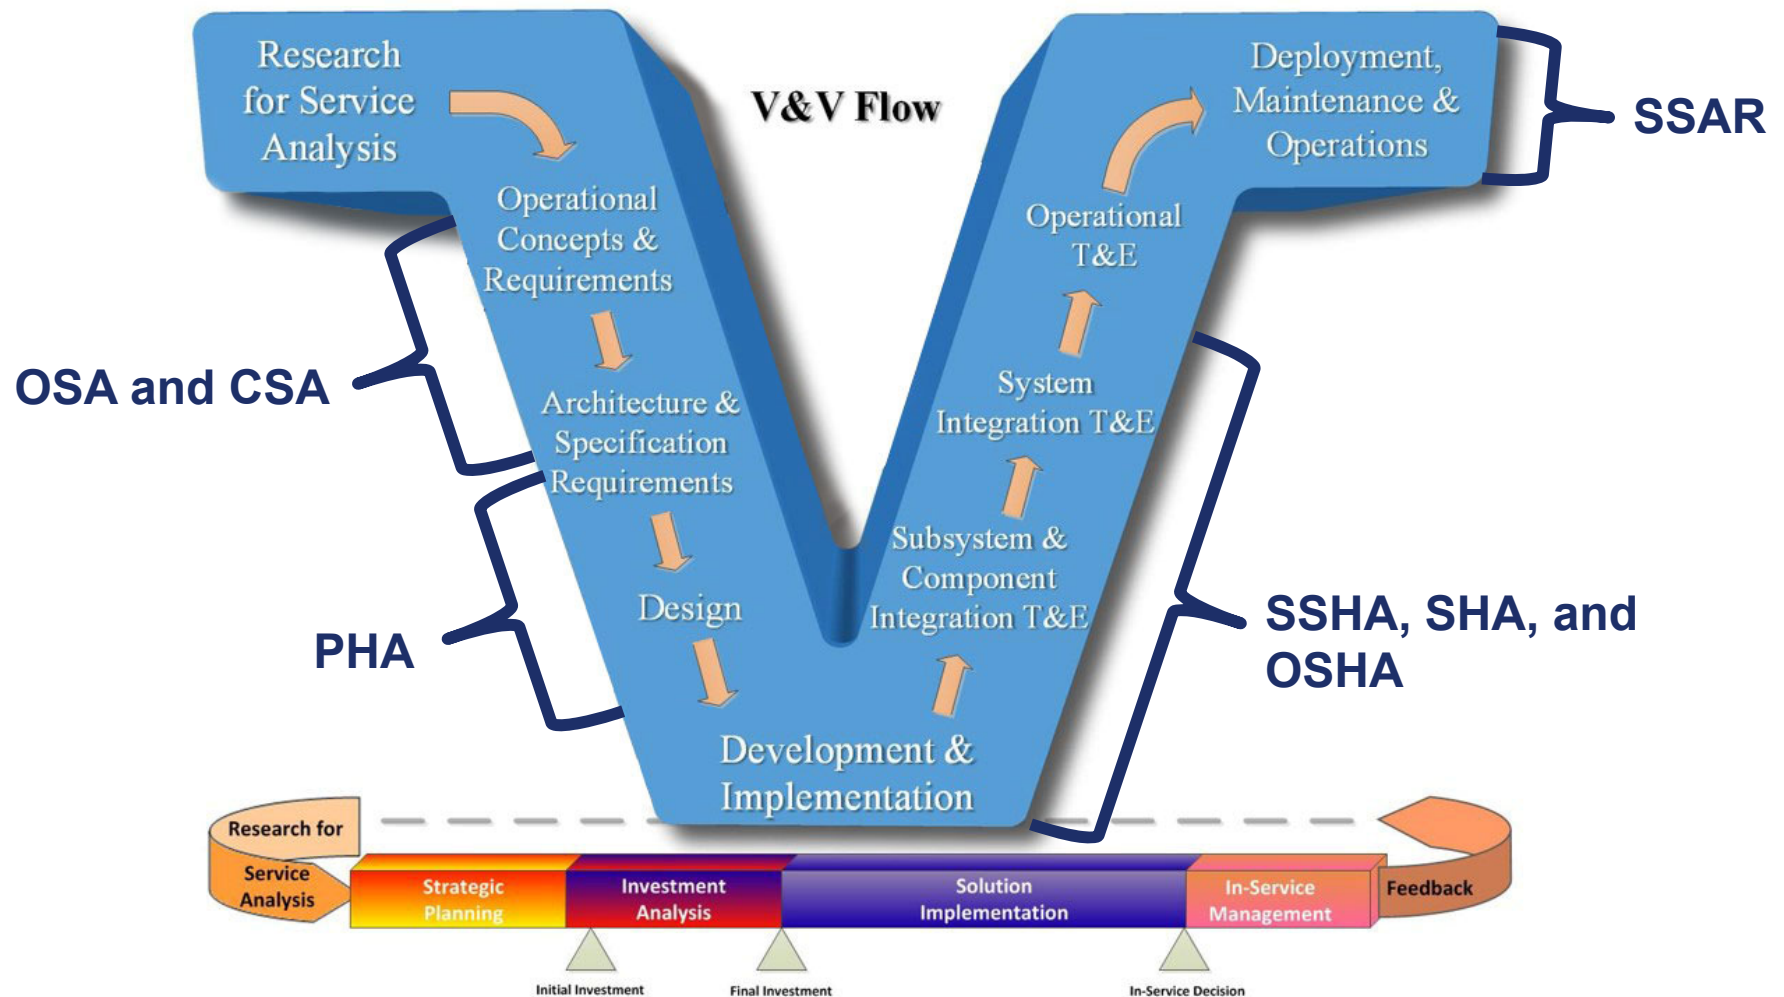 Research
for Service
Analysis
V&V Flow
Deployment,
Maintenance &
Operations
SSAR
Operational
Concepts &
Requirements
Operational
T&E
OSA and CSA
Architecture &
Specification
Requirements
System
Integration T&E
PHA
Design
Subsystem &
Component
Integration T&E
SSHA, SHA, and
OSHA
Development &
Implementation
Research for
Service
Analysis
Strategic
Planning
Investment
Analysis
Solution
Implementation
In-Service
Management
Feedback
Initial Investment
Final Investment
In-Service Decision